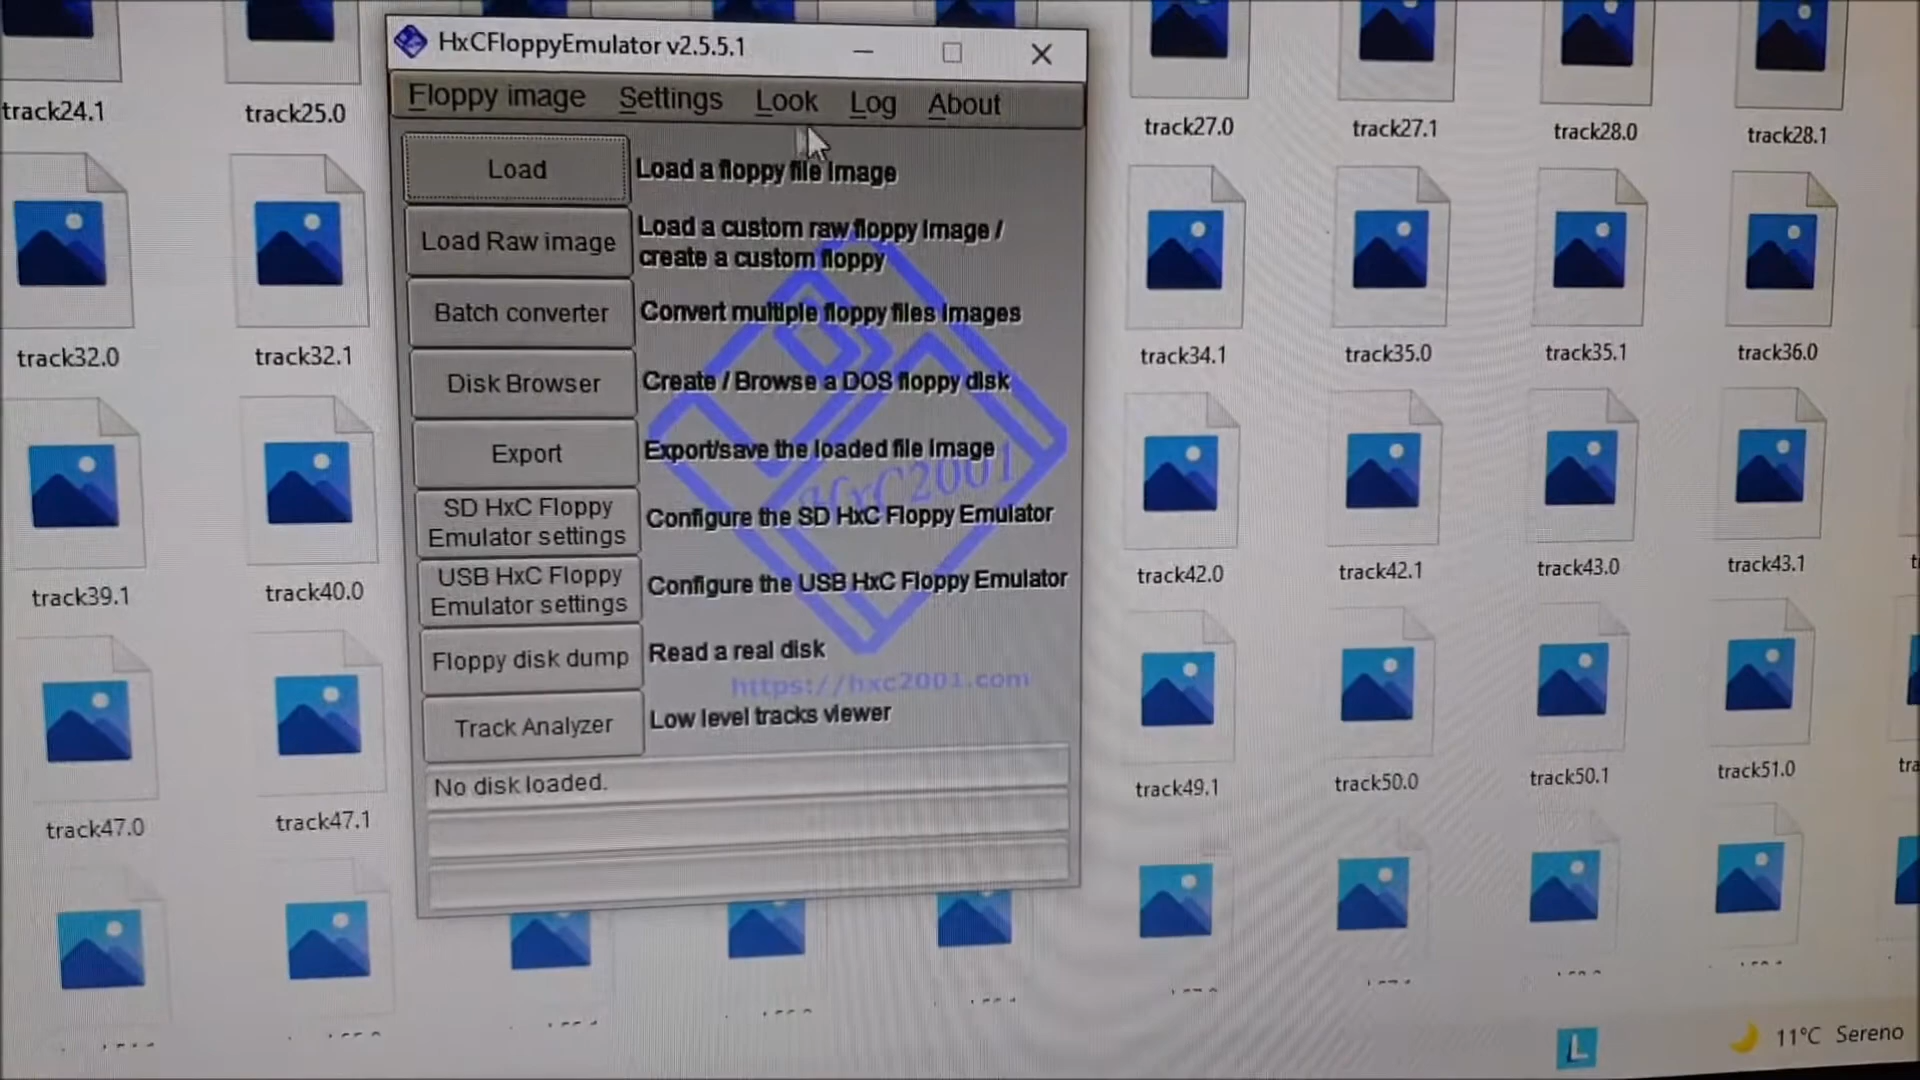 HxCFloppyEmulator v2.5.5.1
Floppy image Settings Look Log About
Load Load a floppy file image
Load Raw image Load a custom raw floppy image /
create a custom floppy
Batch converter Convert multiple floppy files images
Disk Browser Create / Browse a DOS floppy disk
Export Export/save the loaded file image
HxC2001
SD HxC Floppy
Emulator settings
Configure the SD HxC Floppy Emulator
USB HxC Floppy
Emulator settings
Configure the USB HxC Floppy Emulator
Floppy disk dump Read a real disk
https://hxc2001.com
Track Analyzer Low level tracks viewer
No disk loaded.
track24.1 track25.0 track27.0 track27.1 track28.0 track28.1
track32.0 track32.1 track34.1 track35.0 track35.1 track36.0
track39.1 track40.0 track42.0 track42.1 track43.0 track43.1
track47.0 track47.1 track49.1 track50.0 track50.1 track51.0
L
11°C Sereno